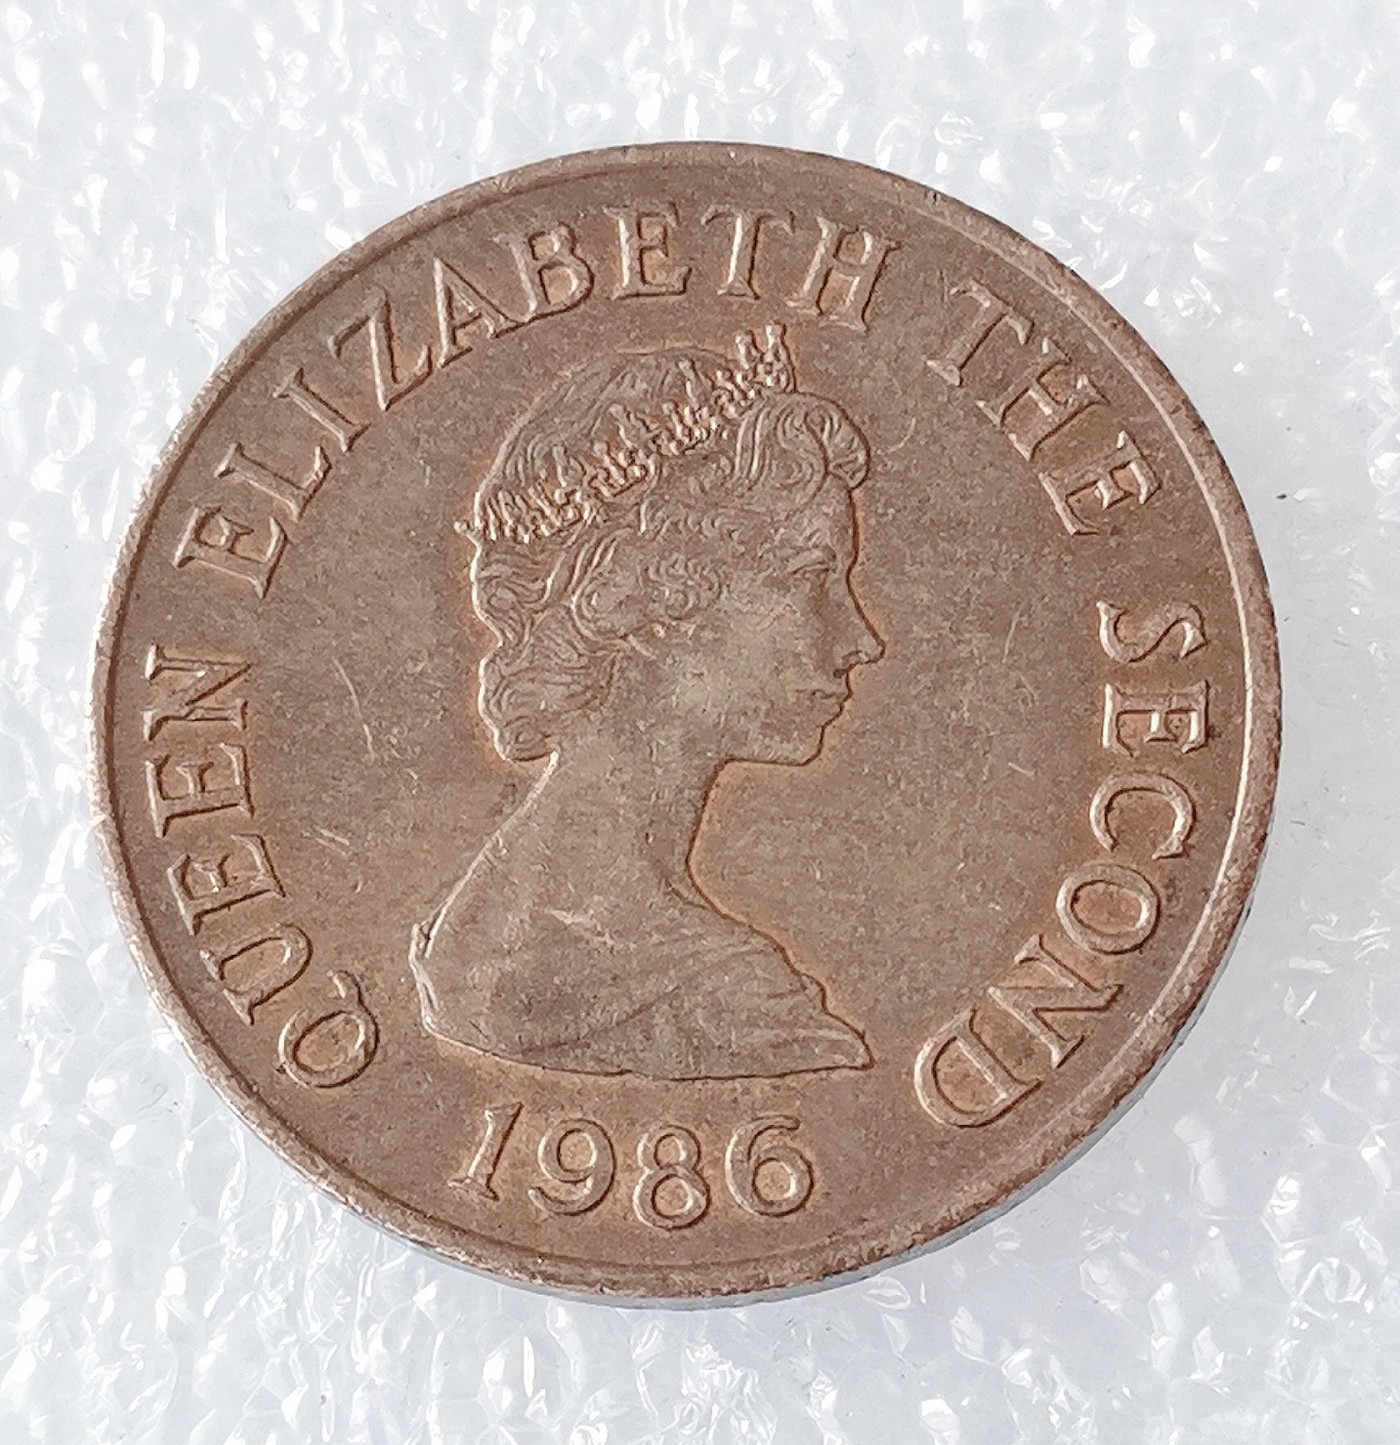 QUEEN ELIZABETH THE SECOND
1986